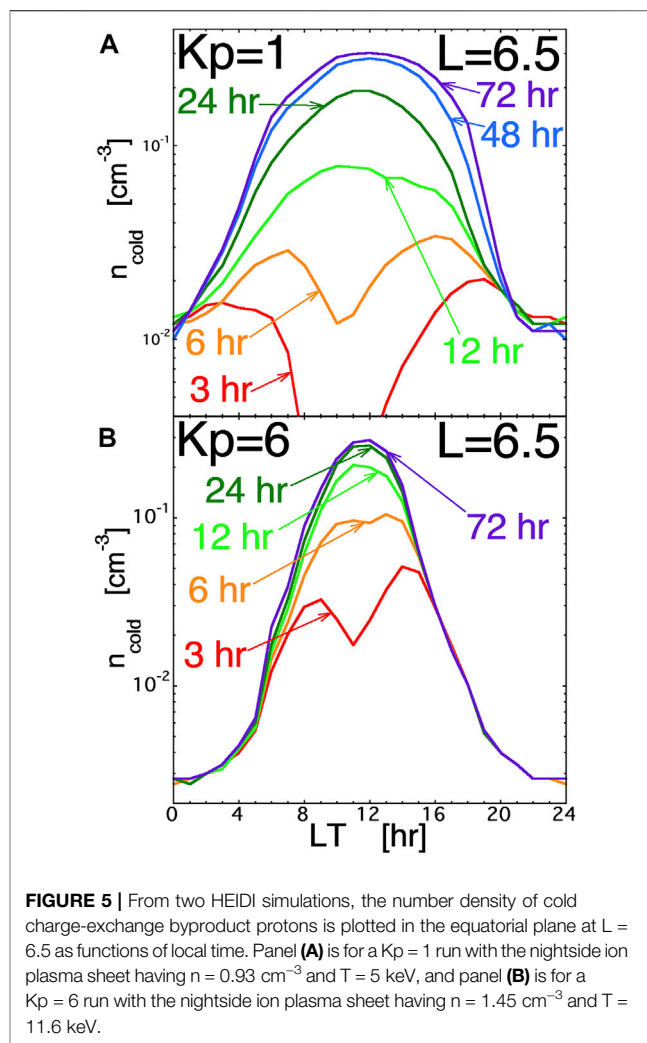 A
Kp=1
L=6.5
24 hr
72 hr
48 hr
10⁻¹
n_cold [cm⁻³]
6 hr
12 hr
10⁻²
3 hr
B
Kp=6
L=6.5
24 hr
12 hr
72 hr
10⁻¹
6 hr
n_cold [cm⁻³]
3 hr
10⁻²
0 4 8 12 16 20 24
LT [hr]
FIGURE 5 | From two HEIDI simulations, the number density of cold
charge-exchange byproduct protons is plotted in the equatorial plane at L =
6.5 as functions of local time. Panel (A) is for a Kp = 1 run with the nightside ion
plasma sheet having n = 0.93 cm⁻³ and T = 5 keV, and panel (B) is for a
Kp = 6 run with the nightside ion plasma sheet having n = 1.45 cm⁻³ and T =
11.6 keV.